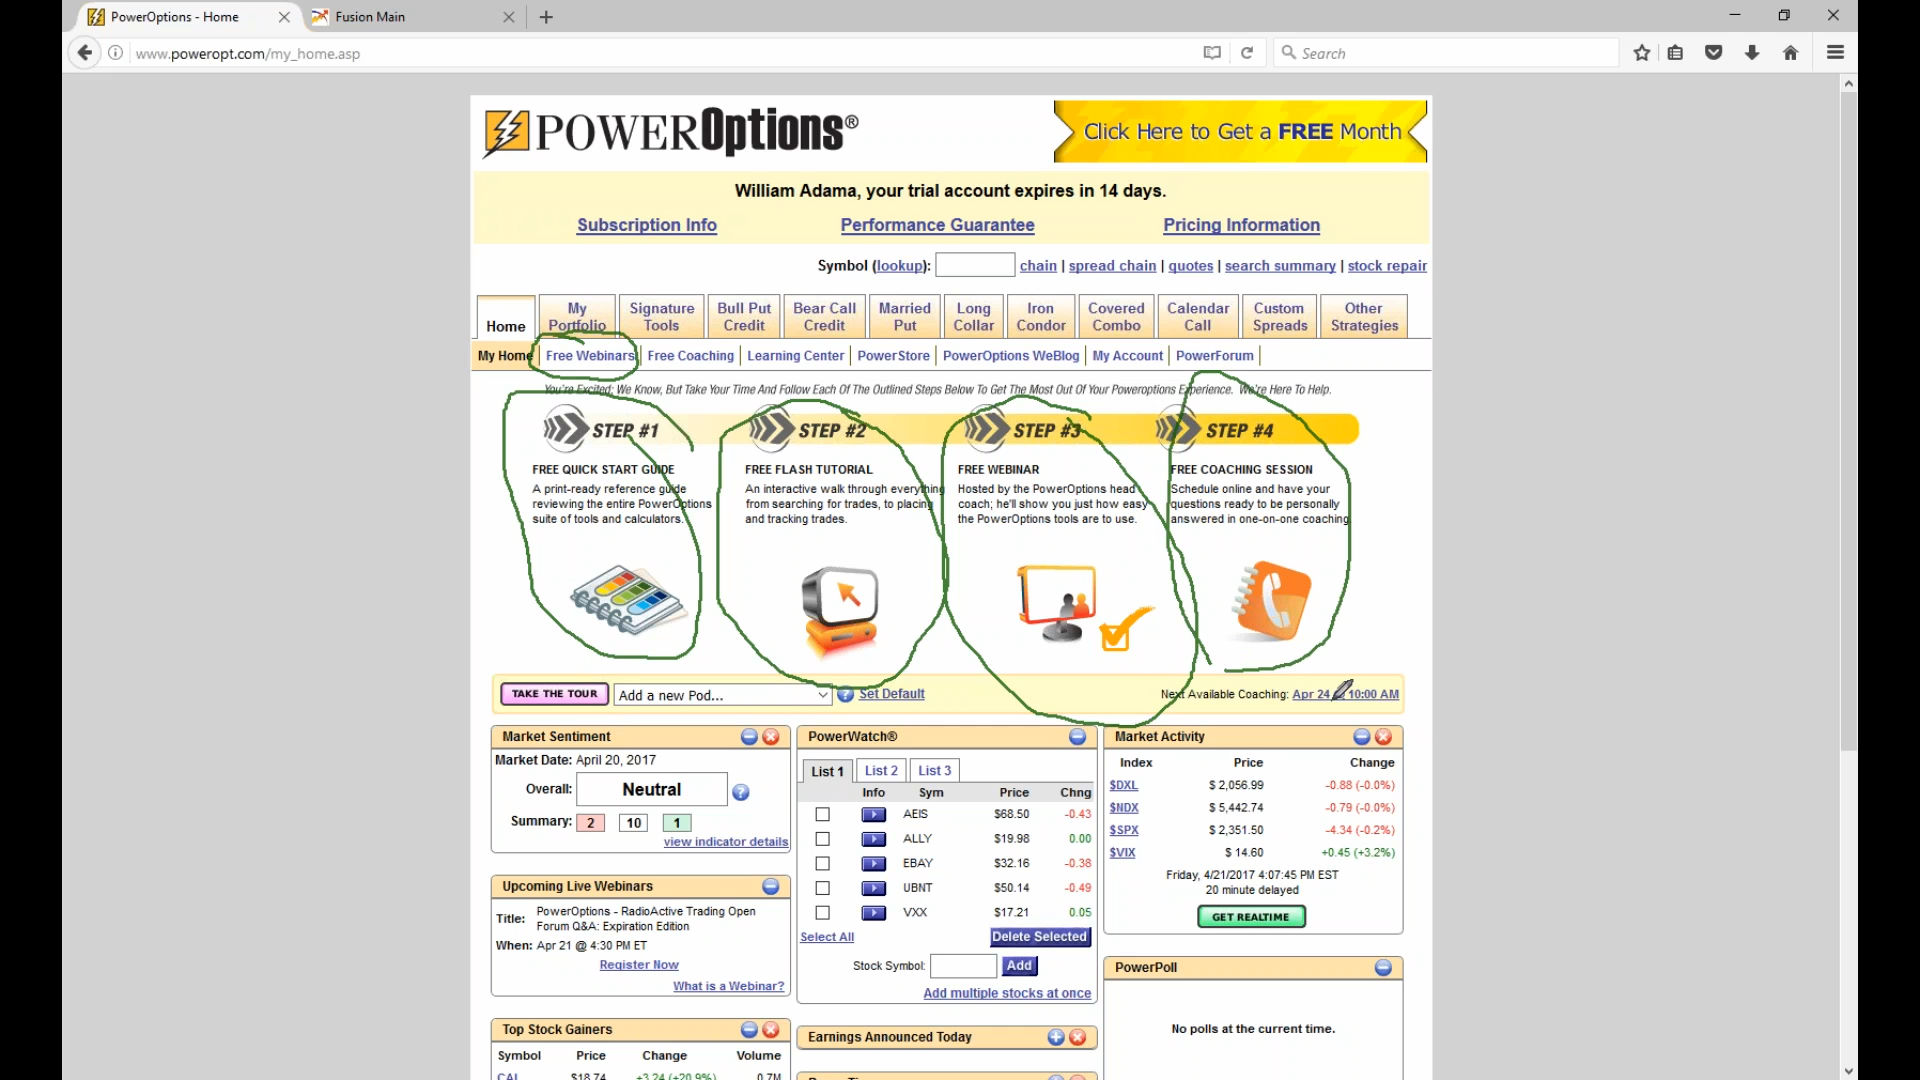 PowerOptions - Home
Fusion Main
www.poweropt.com/my_home.asp
Search
POWEROptions®
Click Here to Get a FREE Month
William Adama, your trial account expires in 14 days.
Subscription Info Performance Guarantee Pricing Information
Symbol (lookup): chain | spread chain | quotes | search summary | stock repair
Home
My Portfolio
Signature Tools
Bull Put Credit
Bear Call Credit
Married Put
Long Collar
Iron Condor
Covered Combo
Calendar Call
Custom Spreads
Other Strategies
My Home | Free Webinars | Free Coaching | Learning Center | PowerStore | PowerOptions WeBlog | My Account | PowerForum |
You're Excited; We Know, But Take Your Time And Follow Each Of The Outlined Steps Below To Get The Most Out Of Your Poweroptions Experience. We're Here To Help.
STEP #1
FREE QUICK START GUIDE
A print-ready reference guide
reviewing the entire PowerOptions
suite of tools and calculators.
STEP #2
FREE FLASH TUTORIAL
An interactive walk through everything
from searching for trades, to placing
and tracking trades.
STEP #3
FREE WEBINAR
Hosted by the PowerOptions head
coach; he'll show you just how easy
the PowerOptions tools are to use.
STEP #4
FREE COACHING SESSION
Schedule online and have your
questions ready to be personally
answered in one-on-one coaching.
TAKE THE TOUR Add a new Pod... Set Default
Next Available Coaching: Apr 24 10:00 AM
Market Sentiment
Market Date: April 20, 2017
Overall: Neutral
Summary: 2 10 1
view indicator details
Upcoming Live Webinars
Title: PowerOptions - RadioActive Trading Open
Forum Q&A: Expiration Edition
When: Apr 21 @ 4:30 PM ET
Register Now
What is a Webinar?
Top Stock Gainers
Symbol Price Change Volume
CAL $18.74 +3.24 (+20.9%) 0.7M
PowerWatch®
List 1 List 2 List 3
Info Sym Price Chng
AEIS $68.50 -0.43
ALLY $19.98 0.00
EBAY $32.16 -0.38
UBNT $50.14 -0.49
VXX $17.21 0.05
Select All Delete Selected
Stock Symbol: Add
Add multiple stocks at once
Earnings Announced Today
Market Activity
Index Price Change
$DXL $ 2,056.99 -0.88 (-0.0%)
$NDX $ 5,442.74 -0.79 (-0.0%)
$SPX $ 2,351.50 -4.34 (-0.2%)
$VIX $ 14.60 +0.45 (+3.2%)
Friday, 4/21/2017 4:07:45 PM EST
20 minute delayed
GET REALTIME
PowerPoll
No polls at the current time.